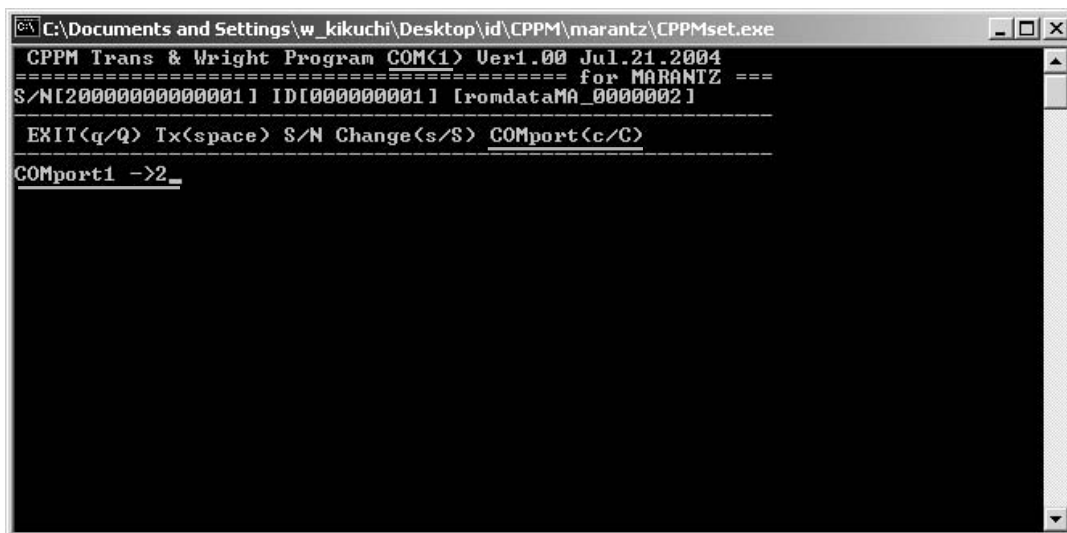 C:\Documents and Settings\w_kikuchi\Desktop\id\CPPM\marantz\CPPMset.exe
CPPM Trans & Wright Program COM(1) Ver1.00 Jul.21.2004
========================================== for MARANTZ ===
S/N[20000000000001] ID[000000001] [romdataMA_0000002]
----------------------------------------------------------
EXIT(q/Q) Tx(space) S/N Change(s/S) COMport(c/C)
----------------------------------------------------------
COMport1 ->2_